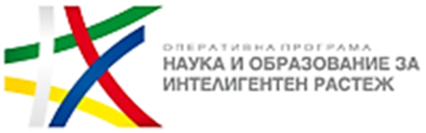 ОПЕРАТИВНА ПРОГРАМА
НАУКА И ОБРАЗОВАНИЕ ЗА
ИНТЕЛИГЕНТЕН РАСТЕЖ